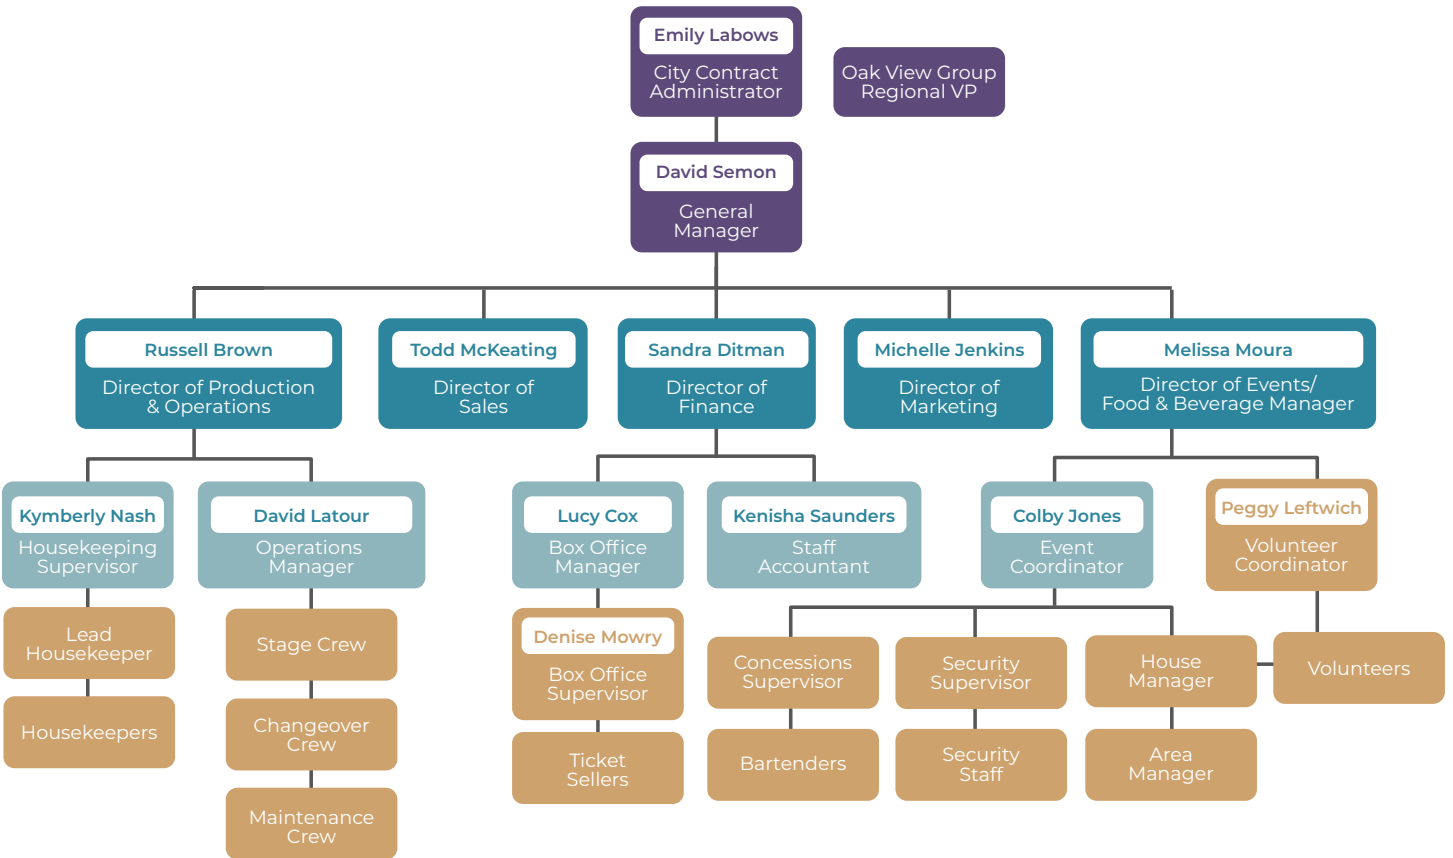 Emily Labows
City Contract
Administrator
Oak View Group
Regional VP
David Semon
General
Manager
Russell Brown
Director of Production
& Operations
Todd McKeating
Director of
Sales
Sandra Ditman
Director of
Finance
Michelle Jenkins
Director of
Marketing
Melissa Moura
Director of Events/
Food & Beverage Manager
Kymberly Nash
Housekeeping
Supervisor
David Latour
Operations
Manager
Lucy Cox
Box Office
Manager
Kenisha Saunders
Staff
Accountant
Colby Jones
Event
Coordinator
Peggy Leftwich
Volunteer
Coordinator
Lead
Housekeeper
Stage Crew
Denise Mowry
Box Office
Supervisor
Concessions
Supervisor
Security
Supervisor
House
Manager
Volunteers
Housekeepers
Changeover
Crew
Ticket
Sellers
Bartenders
Security
Staff
Area
Manager
Maintenance
Crew